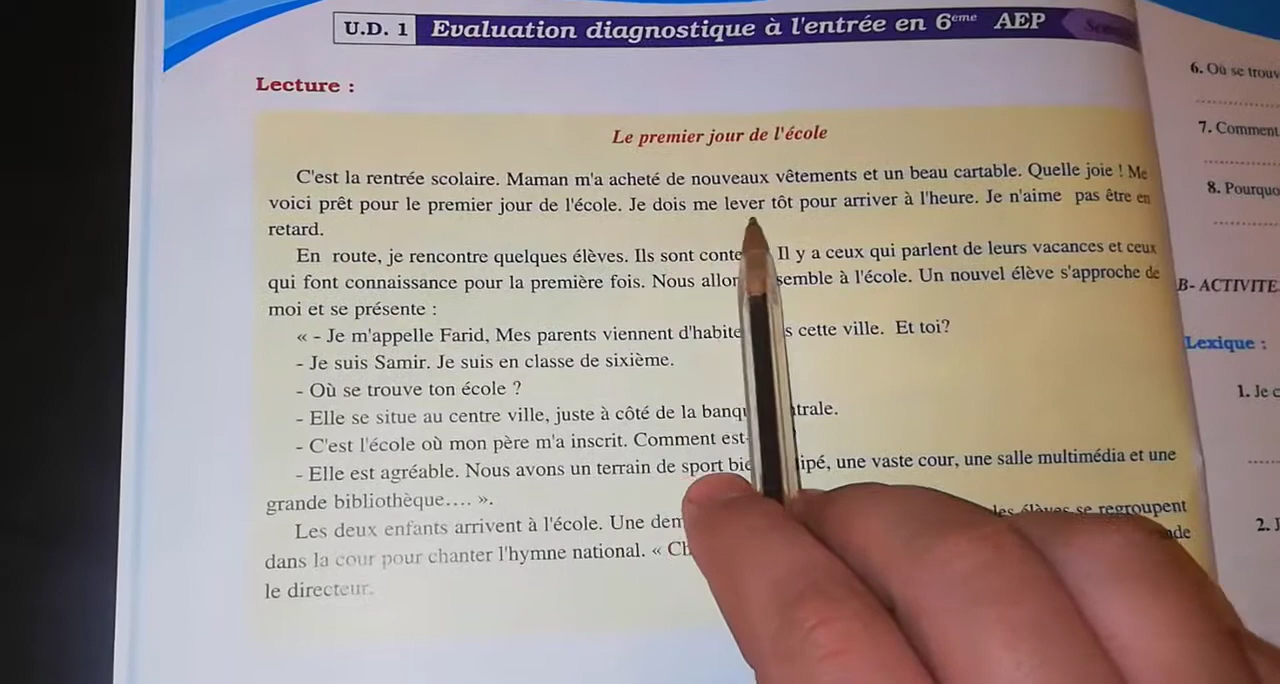 U.D. 1 Evaluation diagnostique à l'entrée en 6ème AEP
Lecture :
Le premier jour de l'école
C'est la rentrée scolaire. Maman m'a acheté de nouveaux vêtements et un beau cartable. Quelle joie ! Me
voici prêt pour le premier jour de l'école. Je dois me lever tôt pour arriver à l'heure. Je n'aime pas être en
retard.
En route, je rencontre quelques élèves. Ils sont conte Il y a ceux qui parlent de leurs vacances et ceux
qui font connaissance pour la première fois. Nous allon semble à l'école. Un nouvel élève s'approche de
moi et se présente :
« - Je m'appelle Farid, Mes parents viennent d'habite s cette ville. Et toi?
- Je suis Samir. Je suis en classe de sixième.
- Où se trouve ton école ?
- Elle se situe au centre ville, juste à côté de la banqu trale.
- C'est l'école où mon père m'a inscrit. Comment est-
- Elle est agréable. Nous avons un terrain de sport bie ipé, une vaste cour, une salle multimédia et une
grande bibliothèque.... ».
Les deux enfants arrivent à l'école. Une dem les élèves se regroupent
dans la cour pour chanter l'hymne national. « Ch nde
le directeur.
6. Où se trouv
7. Comment
8. Pourquo
B- ACTIVITE
Lexique :
1. Je c
2. J